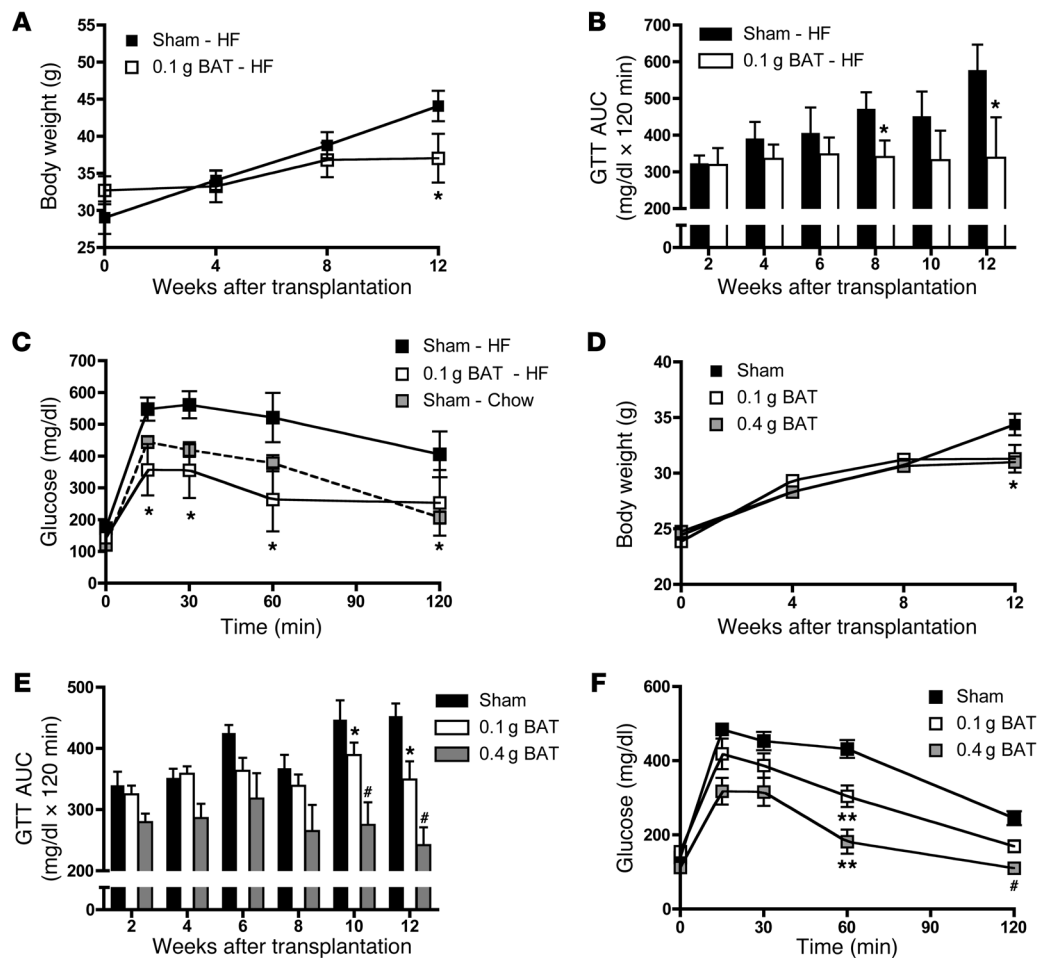 A
Sham - HF
0.1 g BAT - HF
Body weight (g)
55
45
40
35
30
25
0
4
8
12
*
Weeks after transplantation
B
Sham - HF
0.1 g BAT - HF
GTT AUC
(mg/dl × 120 min)
700
600
500
400
300
200
0
*
*
2
4
6
8
10
12
Weeks after transplantation
C
Sham - HF
0.1 g BAT - HF
Sham - Chow
Glucose (mg/dl)
700
600
500
400
300
200
100
0
*
*
*
*
0
30
60
90
120
Time (min)
D
Sham
0.1 g BAT
0.4 g BAT
Body weight (g)
40
35
30
25
20
*
0
4
8
12
Weeks after transplantation
E
Sham
0.1 g BAT
0.4 g BAT
GTT AUC
(mg/dl × 120 min)
500
400
300
200
0
*
#
*
#
2
4
6
8
10
12
Weeks after transplantation
F
Sham
0.1 g BAT
0.4 g BAT
Glucose (mg/dl)
600
400
200
0
**
**
#
0
30
60
90
120
Time (min)